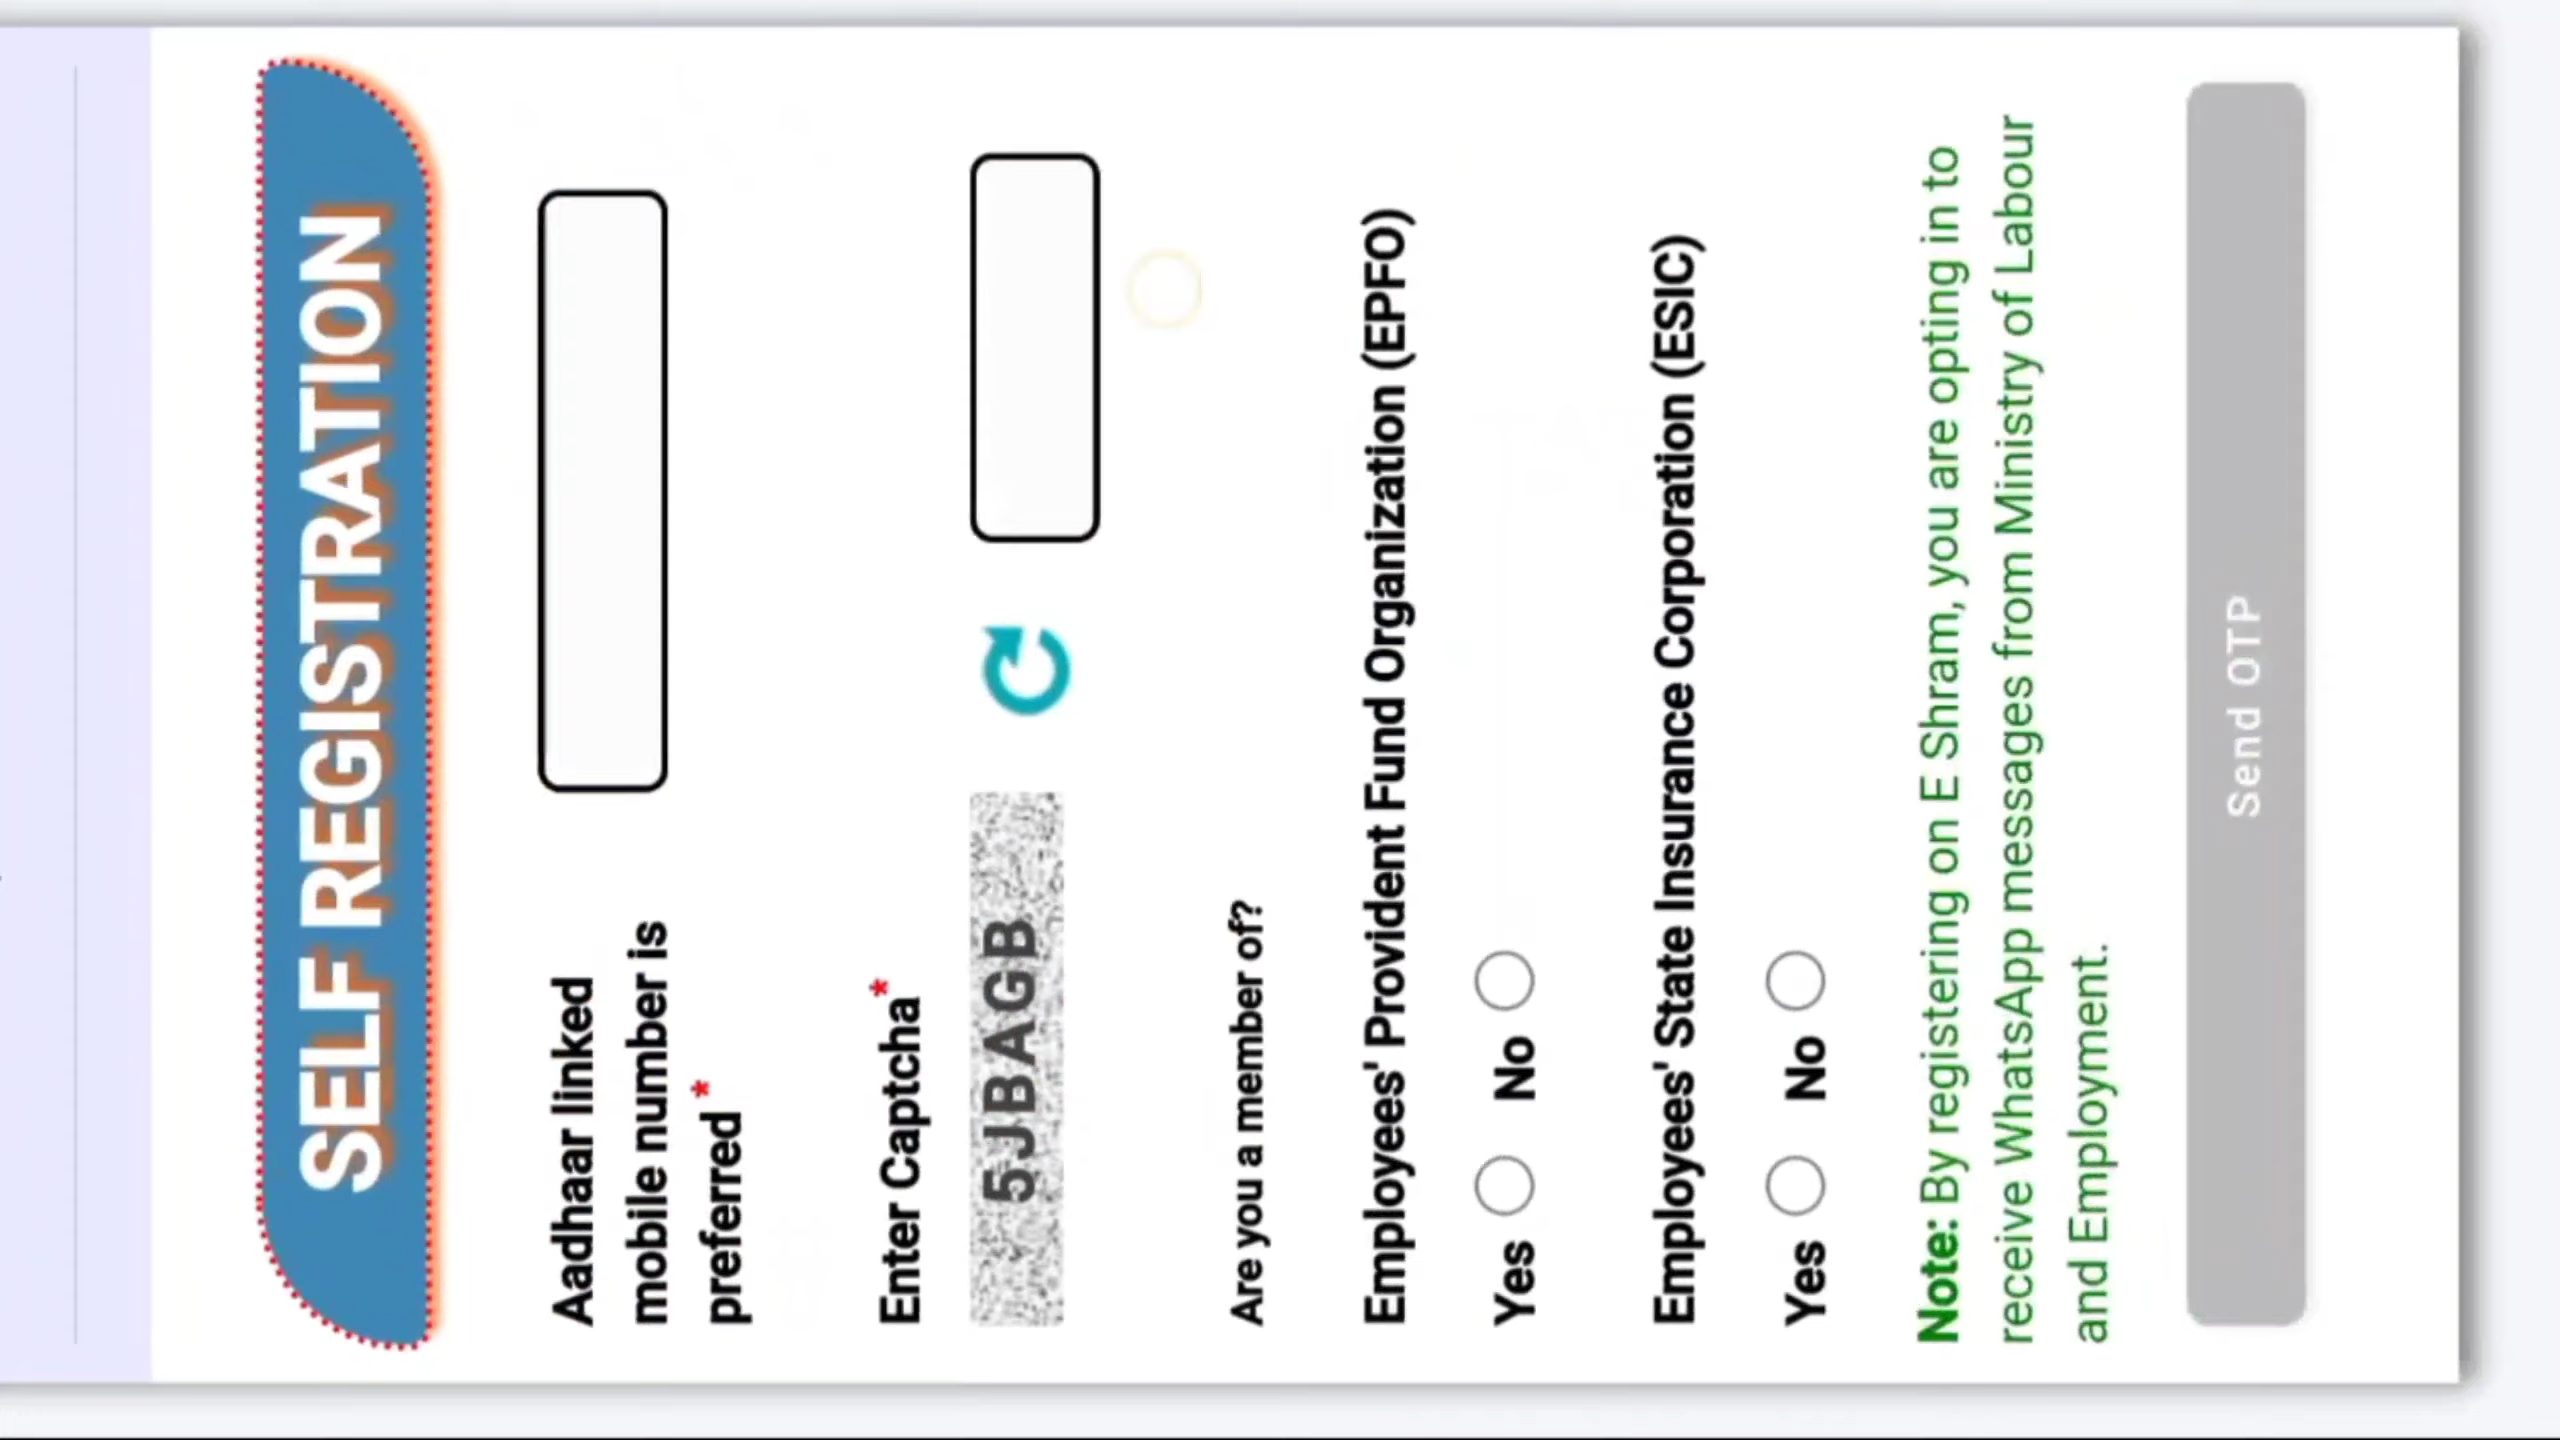 SELF REGISTRATION
Aadhaar linked
mobile number is
preferred *
Enter Captcha*
5JBAGB
Are you a member of?
Employees' Provident Fund Organization (EPFO)
Yes No
Employees' State Insurance Corporation (ESIC)
Yes No
Note: By registering on E Shram, you are opting in to
receive WhatsApp messages from Ministry of Labour
and Employment.
Send OTP